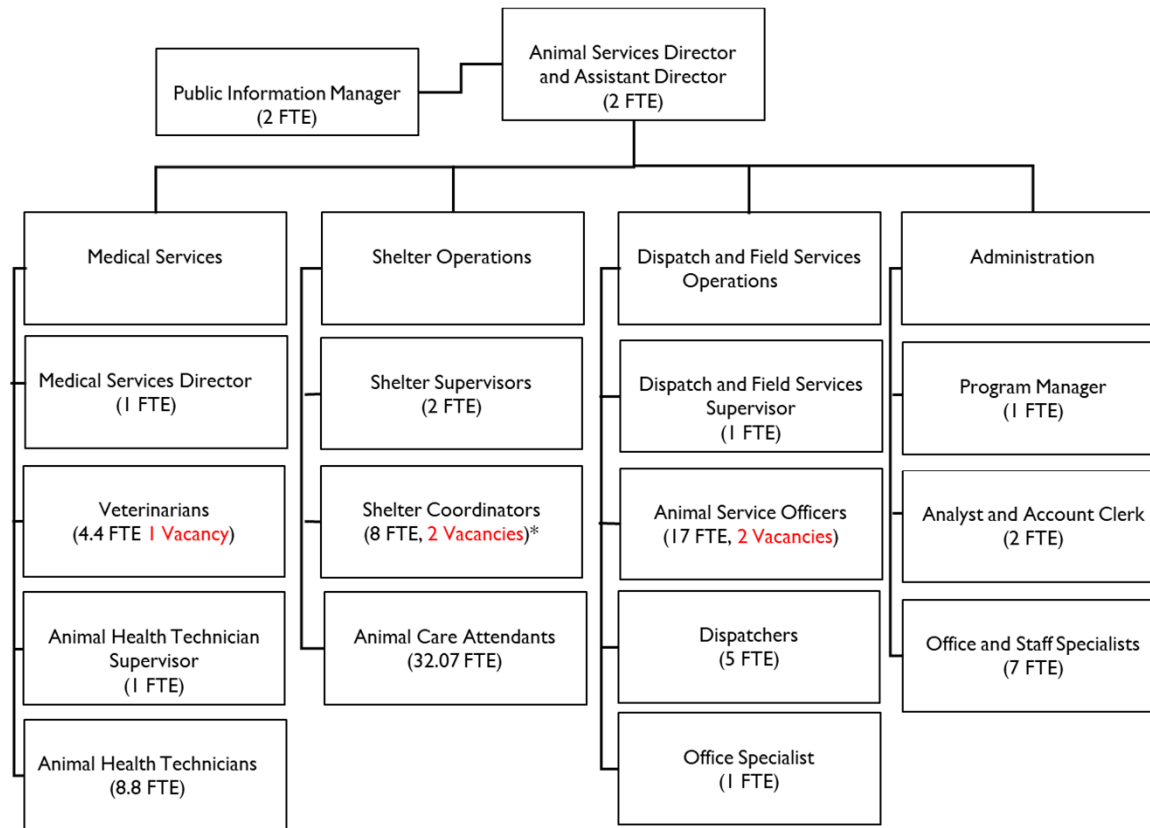 Animal Services Director
and Assistant Director
(2 FTE)
Public Information Manager
(2 FTE)
Medical Services
Shelter Operations
Dispatch and Field Services
Operations
Administration
Medical Services Director
(1 FTE)
Shelter Supervisors
(2 FTE)
Dispatch and Field Services
Supervisor
(1 FTE)
Program Manager
(1 FTE)
Veterinarians
(4.4 FTE 1 Vacancy)
Shelter Coordinators
(8 FTE, 2 Vacancies)*
Animal Service Officers
(17 FTE, 2 Vacancies)
Analyst and Account Clerk
(2 FTE)
Animal Health Technician
Supervisor
(1 FTE)
Animal Care Attendants
(32.07 FTE)
Dispatchers
(5 FTE)
Office and Staff Specialists
(7 FTE)
Animal Health Technicians
(8.8 FTE)
Office Specialist
(1 FTE)